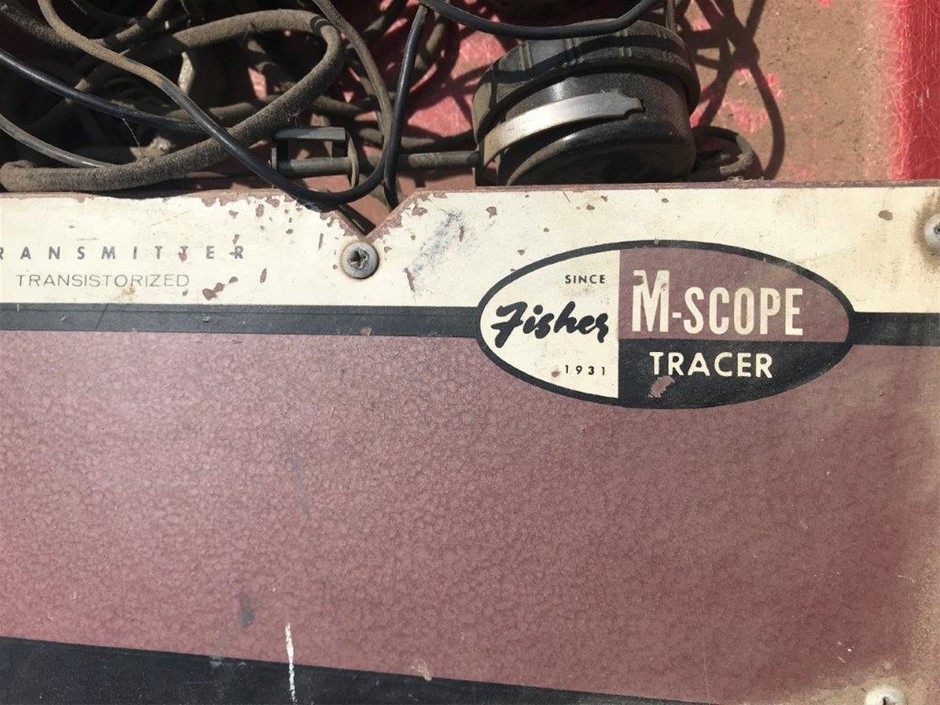 RANSMITTER
TRANSISTORIZED
SINCE
Fisher
1931
M-SCOPE
TRACER